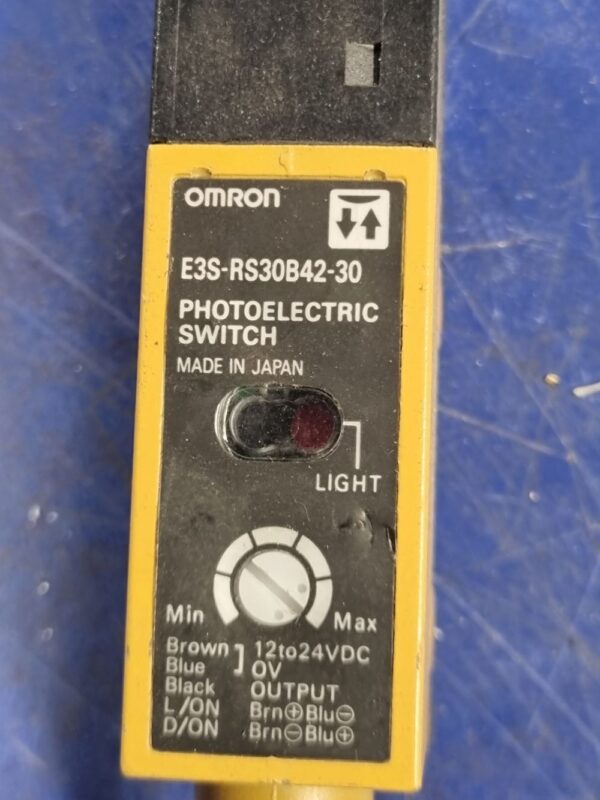 OMRON
E3S-RS30B42-30
PHOTOELECTRIC
SWITCH
MADE IN JAPAN
LIGHT
Min Max
Brown ] 12to24VDC
Blue ] 0V
Black OUTPUT
L/ON Brn⊕Blu⊖
D/ON Brn⊖Blu⊕